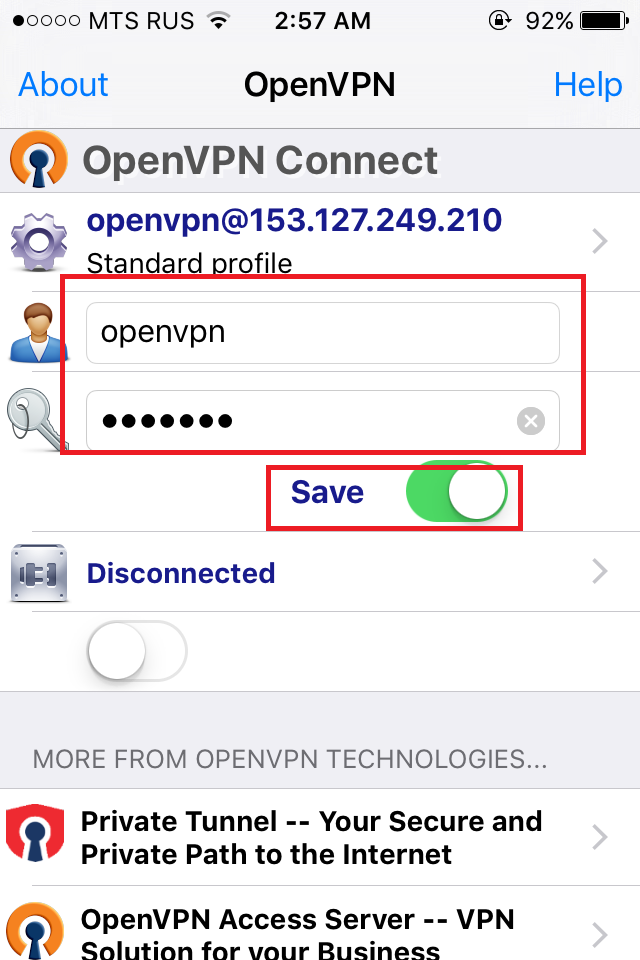 MTS RUS 2:57 AM 92%
About OpenVPN Help
OpenVPN Connect
openvpn@153.127.249.210
Standard profile
openvpn
•••••••
Save
Disconnected
MORE FROM OPENVPN TECHNOLOGIES...
Private Tunnel -- Your Secure and
Private Path to the Internet
OpenVPN Access Server -- VPN
Solution for your Business